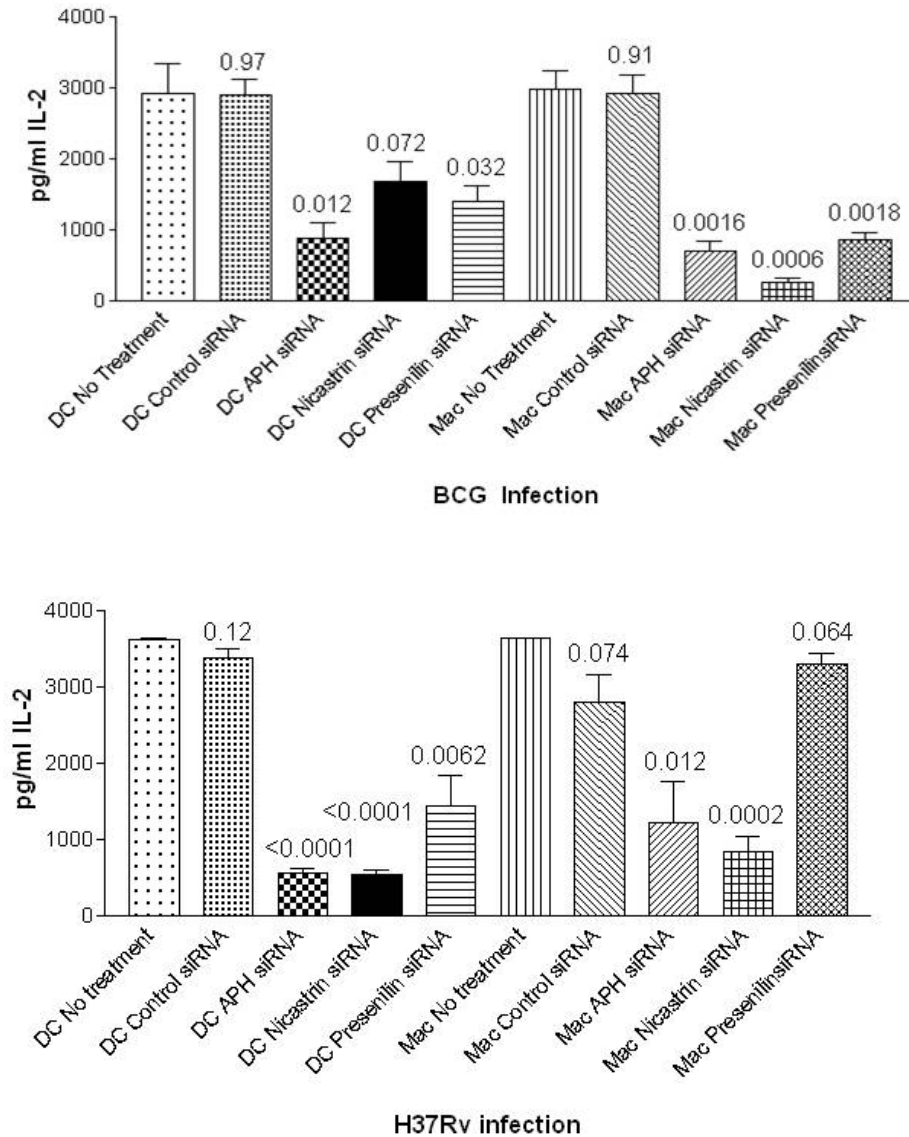 4000
3000
2000
1000
0
pg/ml IL-2
0.97
0.072
0.032
0.012
0.91
0.0016
0.0006
0.0018
DC No Treatment
DC Control siRNA
DC APH siRNA
DC Nicastrin siRNA
DC Presenilin siRNA
Mac No Treatment
Mac Control siRNA
Mac APH siRNA
Mac Nicastrin siRNA
Mac PresenilinsiRNA
BCG Infection
4000
3000
2000
1000
0
pg/ml IL-2
0.12
<0.0001
<0.0001
0.0062
0.074
0.012
0.0002
0.064
DC No treatment
DC Control siRNA
DC APH siRNA
DC Nicastrin siRNA
DC Presenilin siRNA
Mac No treatment
Mac Control siRNA
Mac APH siRNA
Mac Nicastrin siRNA
Mac PresenilinsiRNA
H37Rv infection